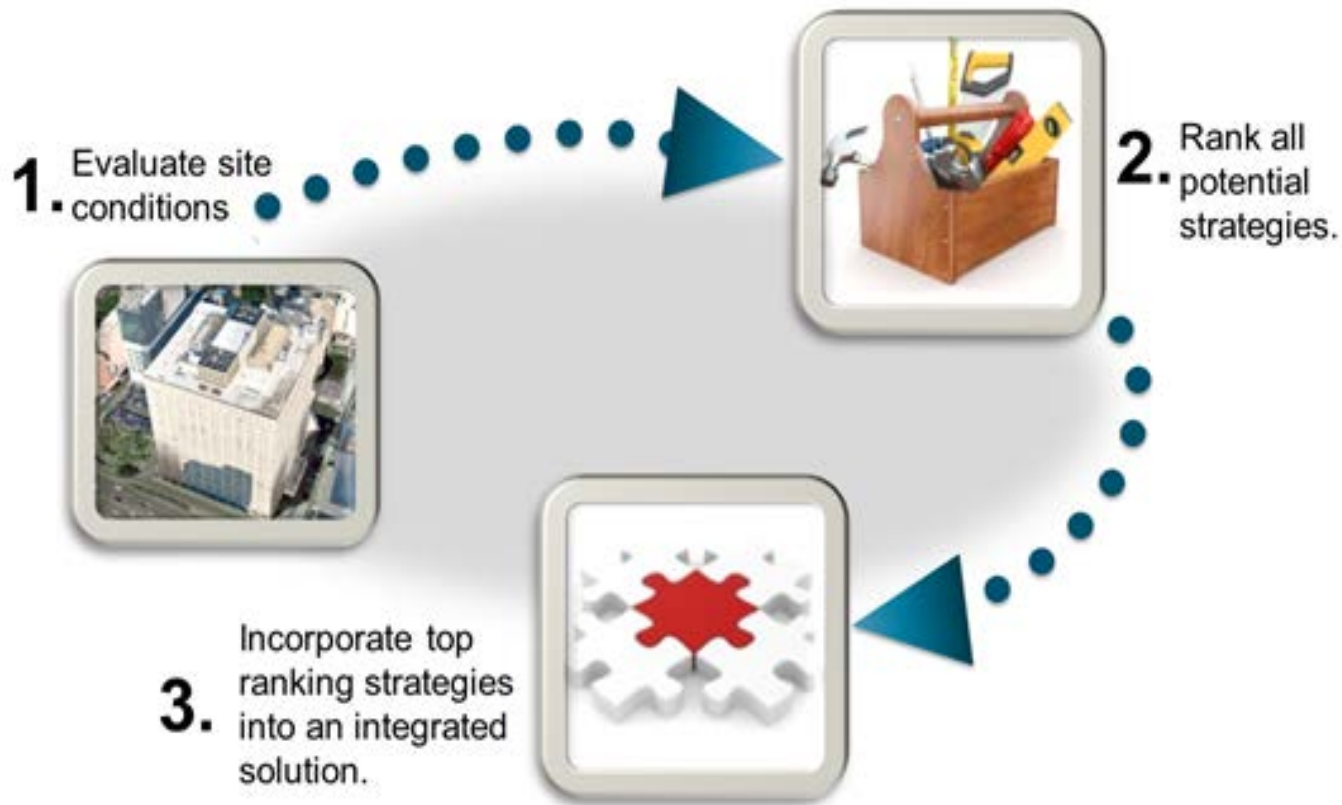 1. Evaluate site
conditions
2. Rank all
potential
strategies.
3. Incorporate top
ranking strategies
into an integrated
solution.